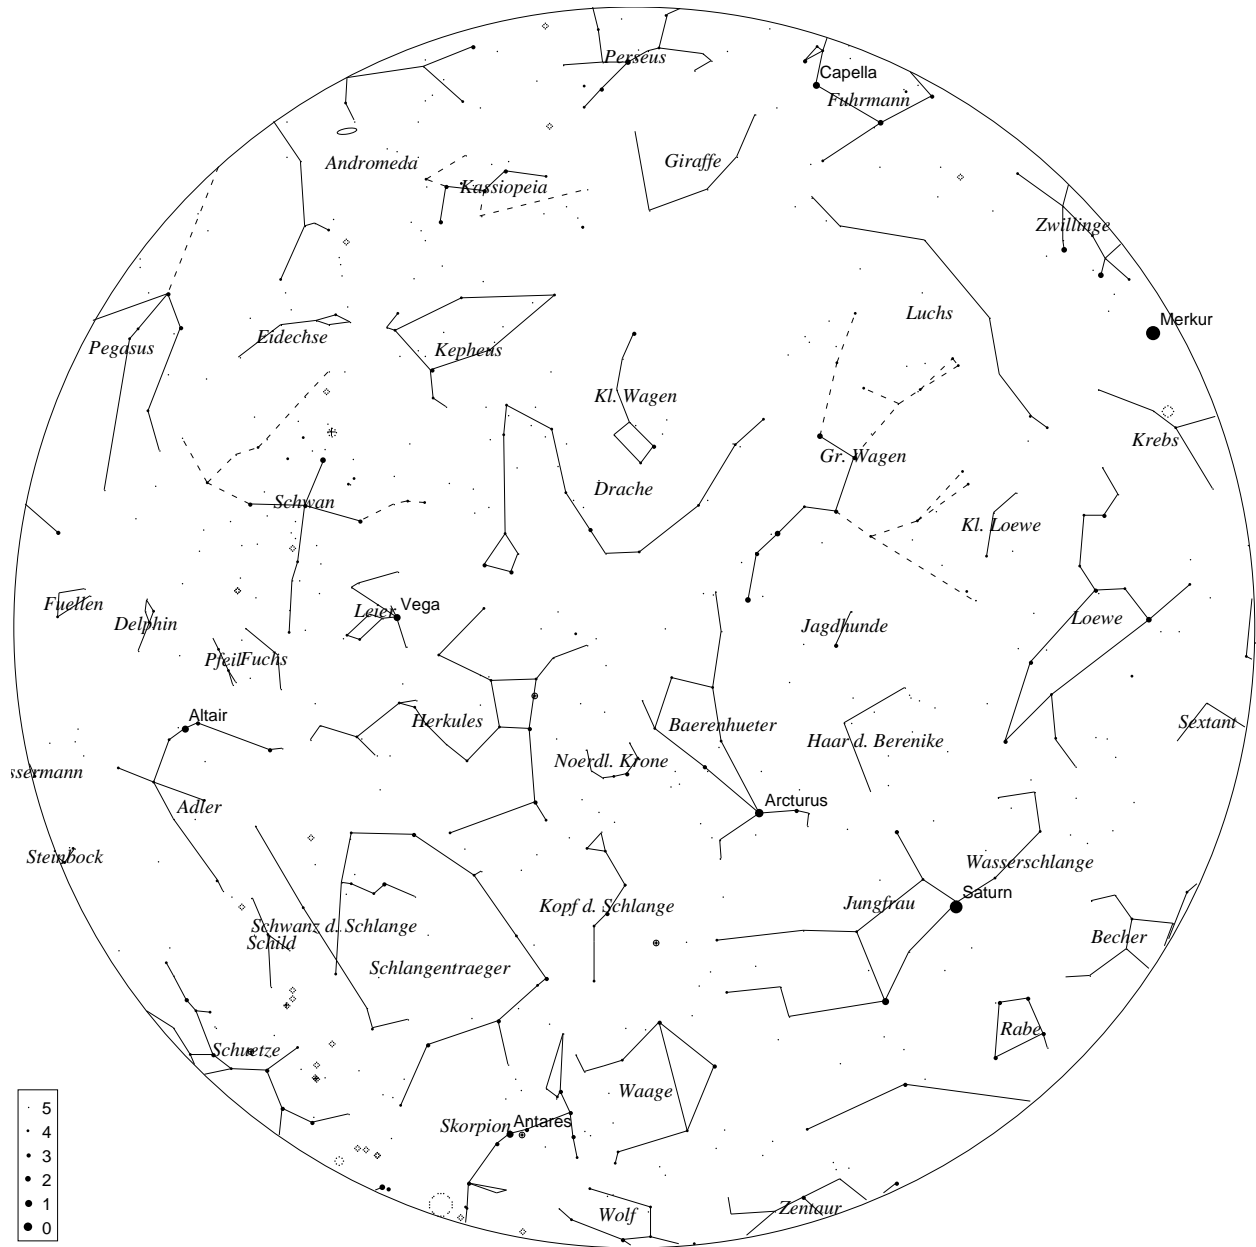 Perseus
Capella
Fuhrmann
Andromeda
Giraffe
Kassiopeia
Zwillinge
Luchs
Merkur
Eidechse
Pegasus
Kepheus
Kl. Wagen
Krebs
Gr. Wagen
Drache
Schwan
Kl. Loewe
Fuellen
Leier
Vega
Delphin
Loewe
Jagdhunde
PfeilFuchs
Altair
Herkules
Baerenhueter
Sextant
Haar d. Berenike
Noerdl. Krone
ssermann
Adler
Arcturus
Steinbock
Wasserschlange
Saturn
Kopf d. Schlange
Jungfrau
Schwanz d. Schlange
Schild
Becher
Schlangentraeger
Rabe
Schuetze
Waage
Skorpion
Antares
Wolf
Zentaur
5
4
3
2
1
0